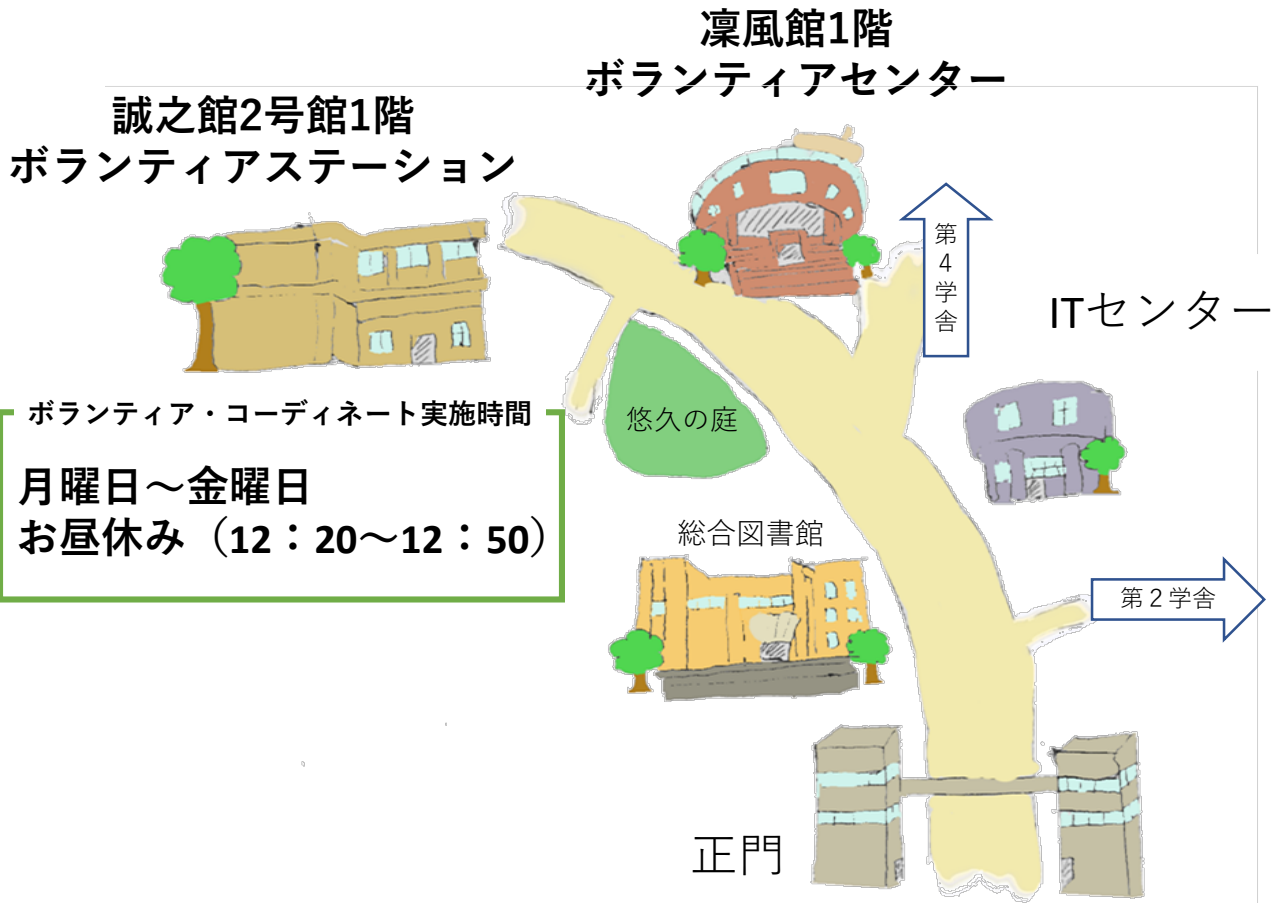 凜風館1階
ボランティアセンター
誠之館2号館1階
ボランティアステーション
第4学舎
ITセンター
ボランティア・コーディネート実施時間
月曜日～金曜日
お昼休み（12：20～12：50）
悠久の庭
総合図書館
第２学舎
正門